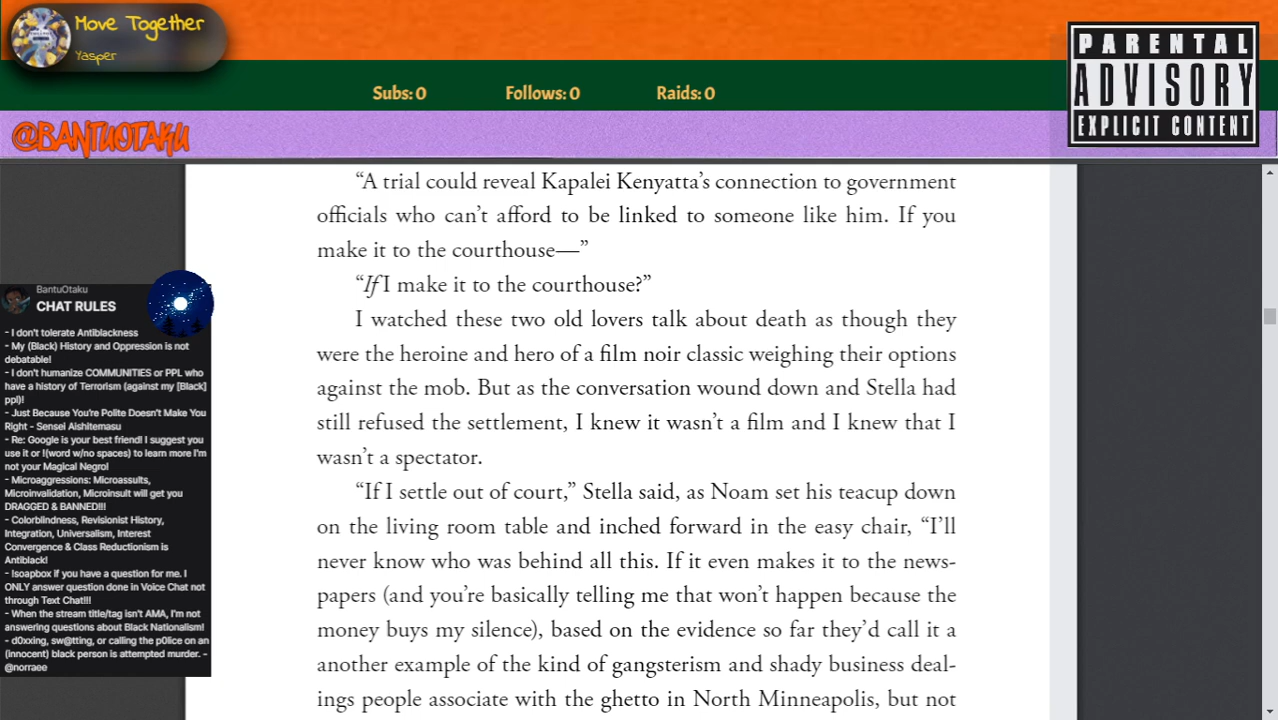 Move Together
Yasper
Subs: 0
Follows: 0
Raids: 0
PARENTAL
ADVISORY
EXPLICIT CONTENT
@BANTUOTAKU
“A trial could reveal Kapalei Kenyatta’s connection to government
officials who can’t afford to be linked to someone like him. If you
make it to the courthouse—”
“If I make it to the courthouse?”
I watched these two old lovers talk about death as though they
were the heroine and hero of a film noir classic weighing their options
against the mob. But as the conversation wound down and Stella had
still refused the settlement, I knew it wasn’t a film and I knew that I
wasn’t a spectator.
“If I settle out of court,” Stella said, as Noam set his teacup down
on the living room table and inched forward in the easy chair, “I’ll
never know who was behind all this. If it even makes it to the news-
papers (and you’re basically telling me that won’t happen because the
money buys my silence), based on the evidence so far they’d call it a
another example of the kind of gangsterism and shady business deal-
ings people associate with the ghetto in North Minneapolis, but not
BantuOtaku
CHAT RULES
- I don't tolerate Antiblackness
- My (Black) History and Oppression is not
debatable!
- I don't humanize COMMUNITIES or PPL who
have a history of Terrorism (against my [Black]
ppl)!
- Just Because You're Polite Doesn't Make You
Right - Sensei Aishitemasu
- Re: Google is your best friend! I suggest you
use it or !(word w/no spaces) to learn more I'm
not your Magical Negro!
- Microaggressions: Microassults,
Microinvalidation, Microinsult will get you
DRAGGED & BANNED!!!
- Colorblindness, Revisionist History,
Integration, Universalism, Interest
Convergence & Class Reductionism is
Antiblack!
- !soapbox if you have a question for me. I
ONLY answer question done in Voice Chat not
through Text Chat!!!
- When the stream title/tag isn't AMA, I'm not
answering questions about Black Nationalism!
- d0xxing, sw@tting, or calling the p0lice on an
(innocent) black person is attempted murder. -
@norraee